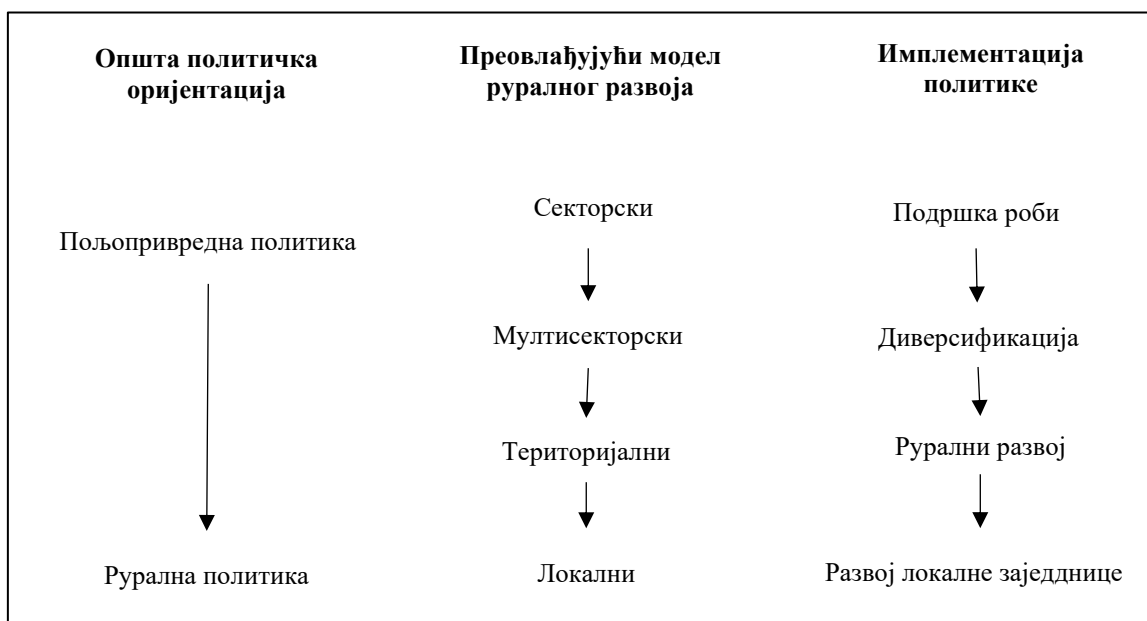 Општа политичка
оријентација
Преовлађујући модел
руралног развоја
Имплементација
политике
Пољопривредна политика
Секторски
Подршка роби
Мултисекторски
Диверсификација
Територијални
Рурални развој
Рурална политика
Локални
Развој локалне заједднице